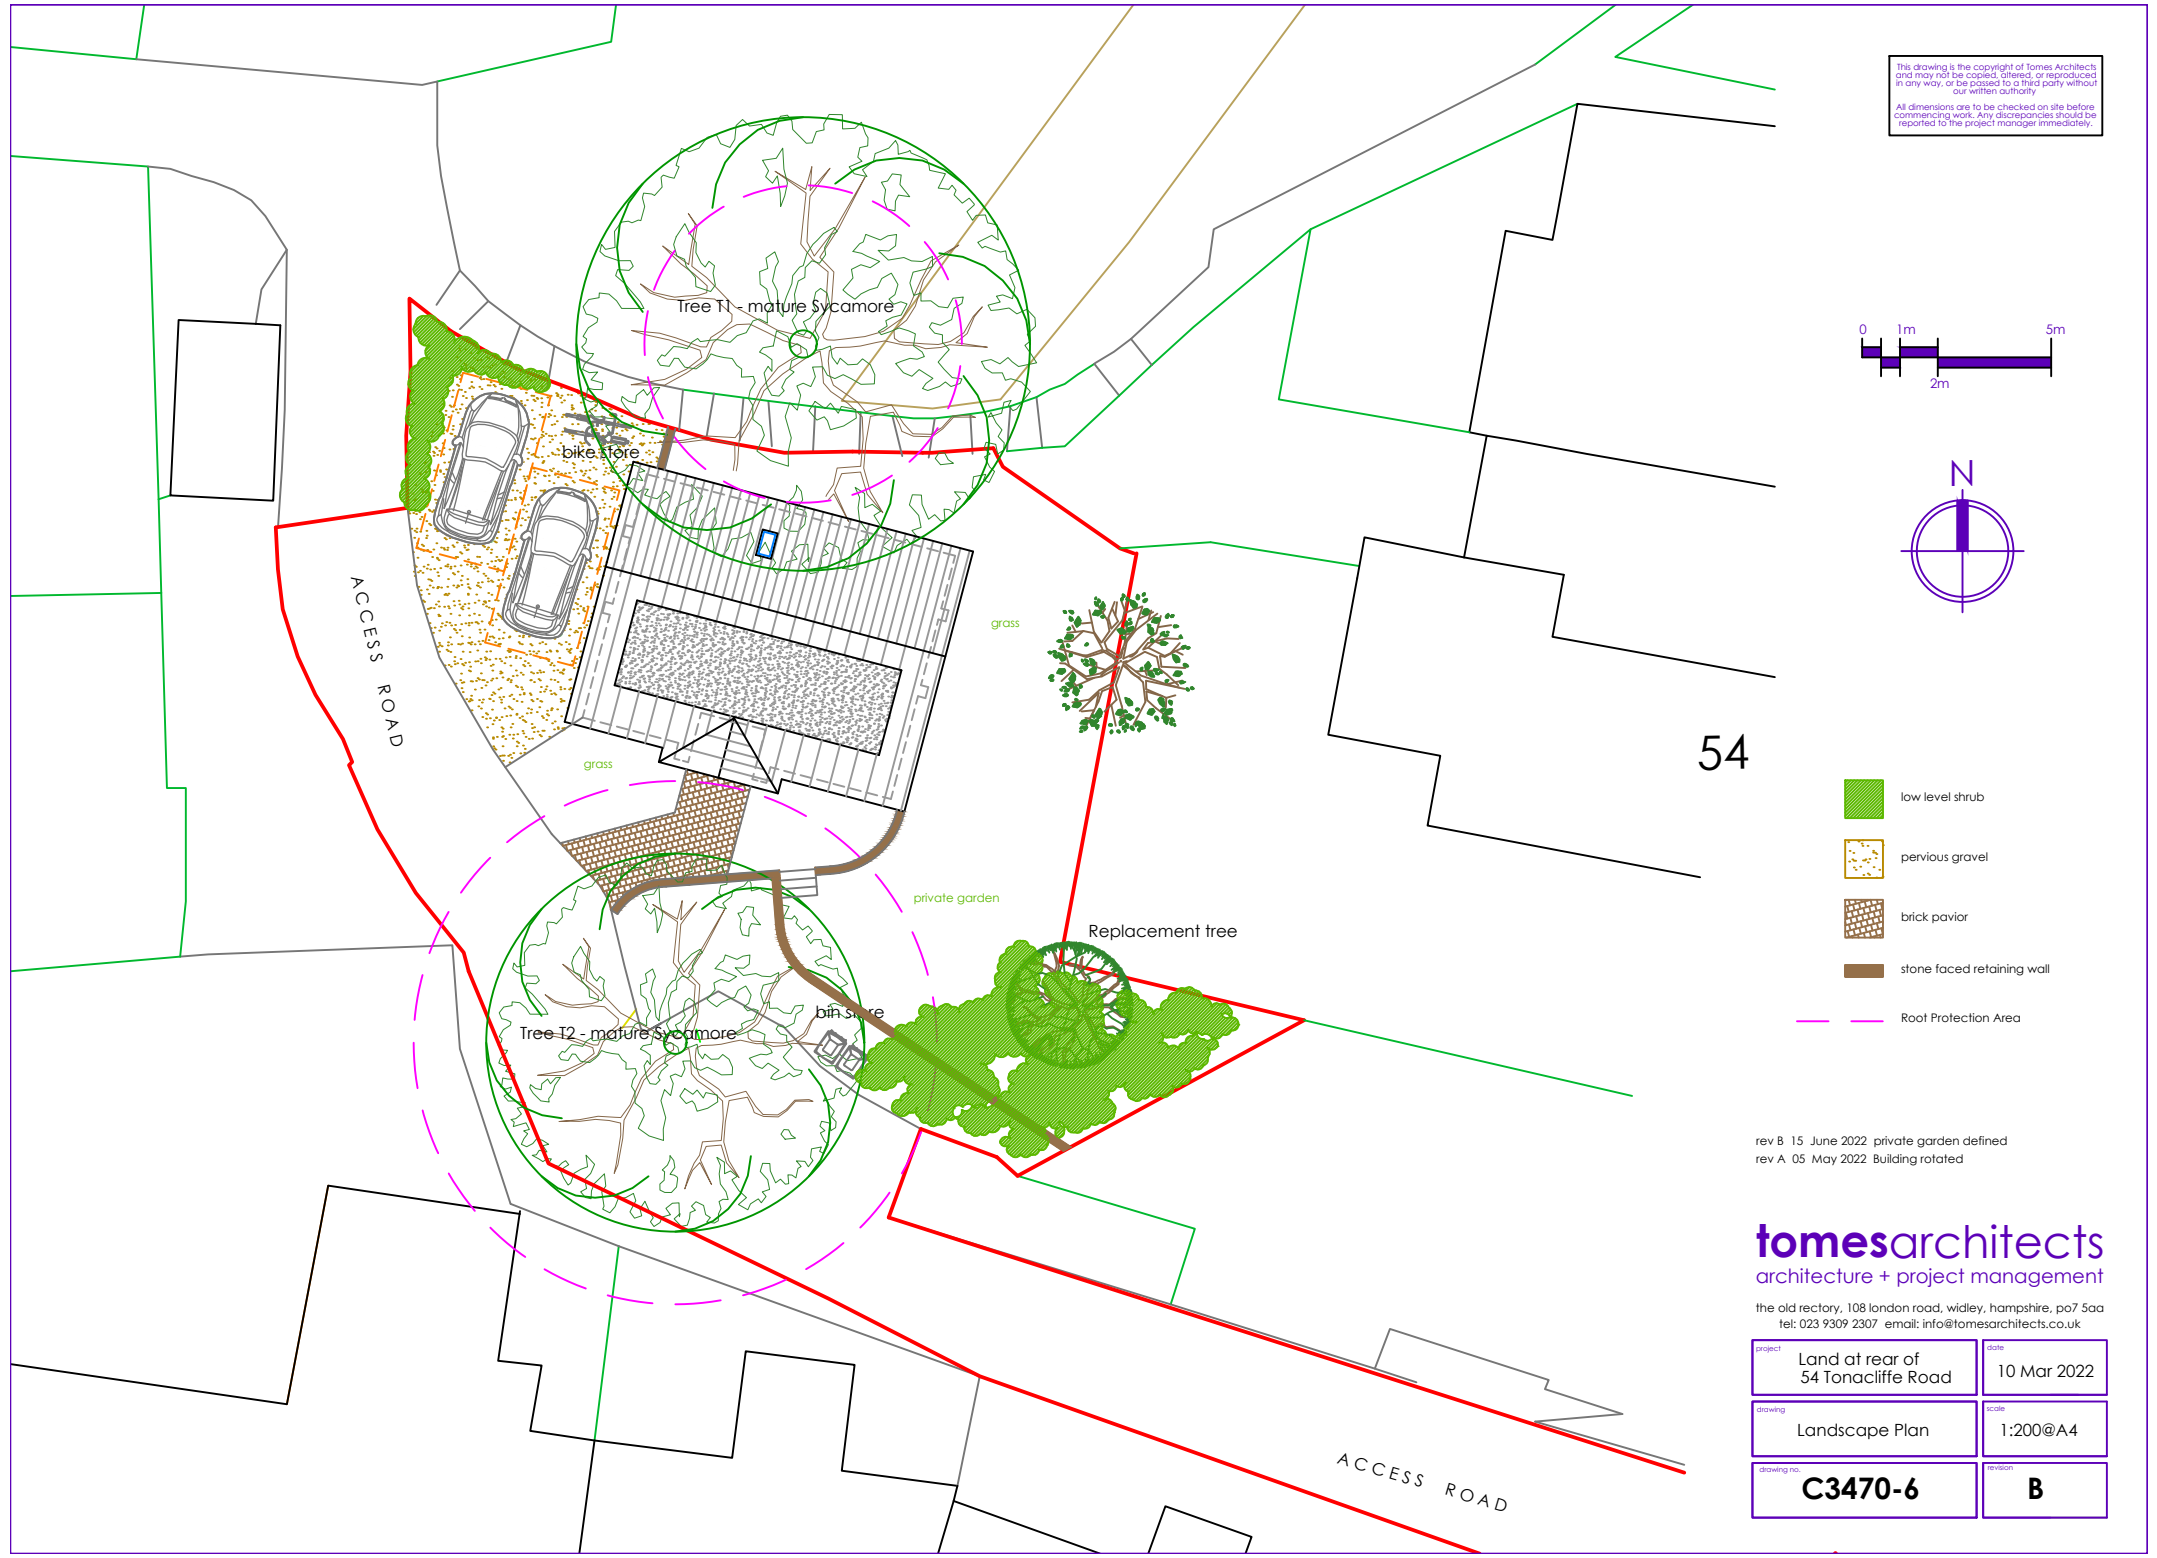 This drawing is the copyright of Tomes Architects
and may not be copied, altered, or reproduced
in any way, or be passed to a third party without
our written authority
All dimensions are to be checked on site before
commencing work. Any discrepancies should be
reported to the project manager immediately.
Tree T1 - mature Sycamore
0 1m 5m
2m
bike store
N
ACCESS ROAD
grass
54
grass
low level shrub
pervious gravel
private garden
brick pavior
Replacement tree
stone faced retaining wall
bin store
Root Protection Area
Tree T2 - mature Sycamore
rev B 15 June 2022 private garden defined
rev A 05 May 2022 Building rotated
tomesarchitects
architecture + project management
the old rectory, 108 london road, widley, hampshire, po7 5aa
tel: 023 9309 2307 email: info@tomesarchitects.co.uk
project
Land at rear of
54 Tonacliffe Road
date
10 Mar 2022
drawing
Landscape Plan
scale
1:200@A4
drawing no.
C3470-6
revision
B
ACCESS ROAD